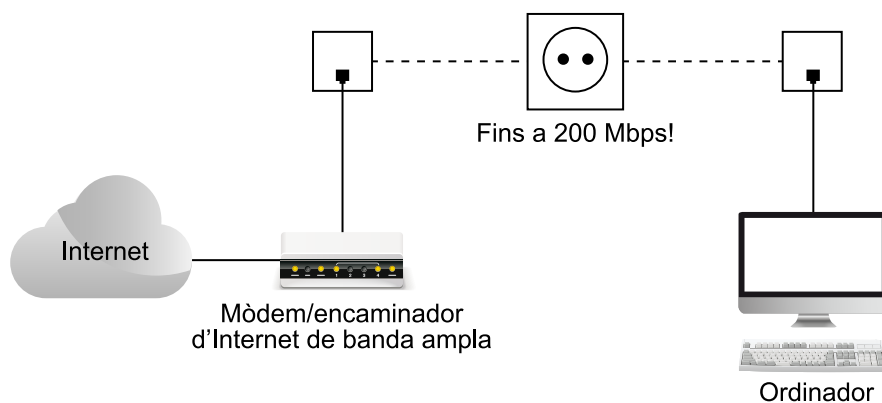 Fins a 200 Mbps!
Internet
Mòdem/encaminador
d’Internet de banda ampla
Ordinador